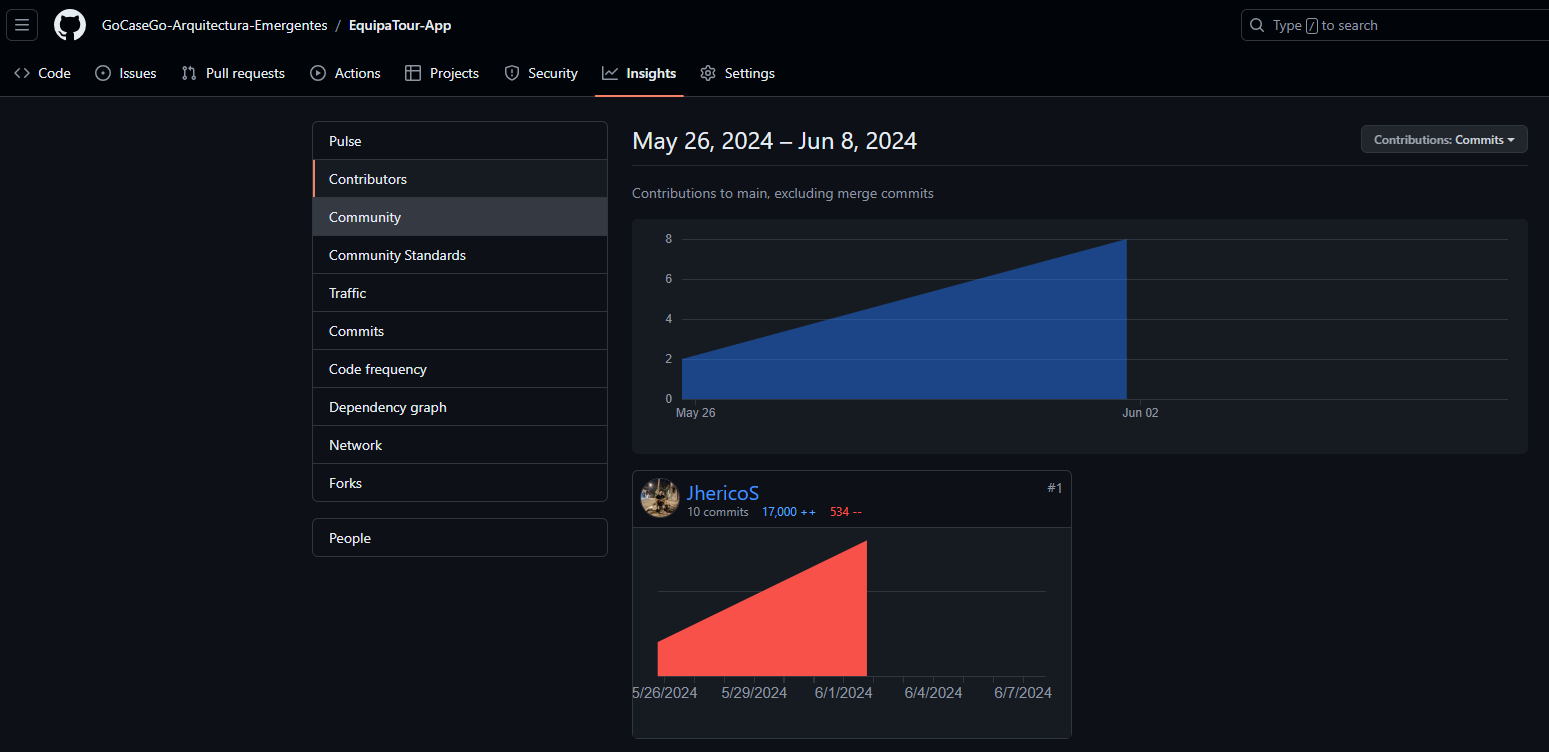 GoCaseGo-Arquitectura-Emergentes / EquipaTour-App
Type / to search
Code Issues Pull requests Actions Projects Security Insights Settings
Pulse
Contributors
Community
Community Standards
Traffic
Commits
Code frequency
Dependency graph
Network
Forks
People
May 26, 2024 – Jun 8, 2024
Contributions: Commits
Contributions to main, excluding merge commits
8
6
4
2
0
May 26 Jun 02
JhericoS
#1
10 commits 17,000 ++ 534 --
5/26/2024 5/29/2024 6/1/2024 6/4/2024 6/7/2024